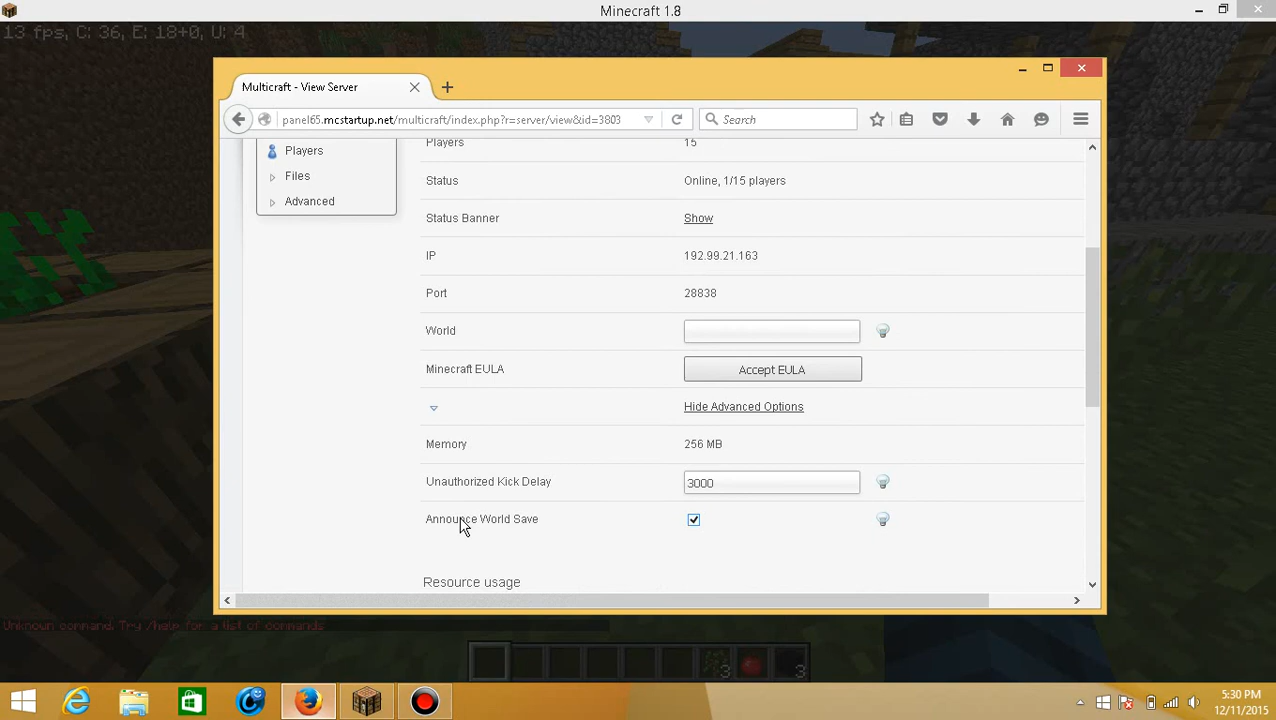 Minecraft 1.8
13 fps, C: 36, E: 18+0, U: 4
Multicraft - View Server
panel65.mcstartup.net/multicraft/index.php?r=server/view&id=3803
Search
Players
Files
Advanced
Players 15
Status Online, 1/15 players
Status Banner Show
IP 192.99.21.163
Port 28838
World
Minecraft EULA Accept EULA
Hide Advanced Options
Memory 256 MB
Unauthorized Kick Delay 3000
Announce World Save
Resource usage
Unknown command. Try /help for a list of commands
3 3
5:30 PM
12/11/2015